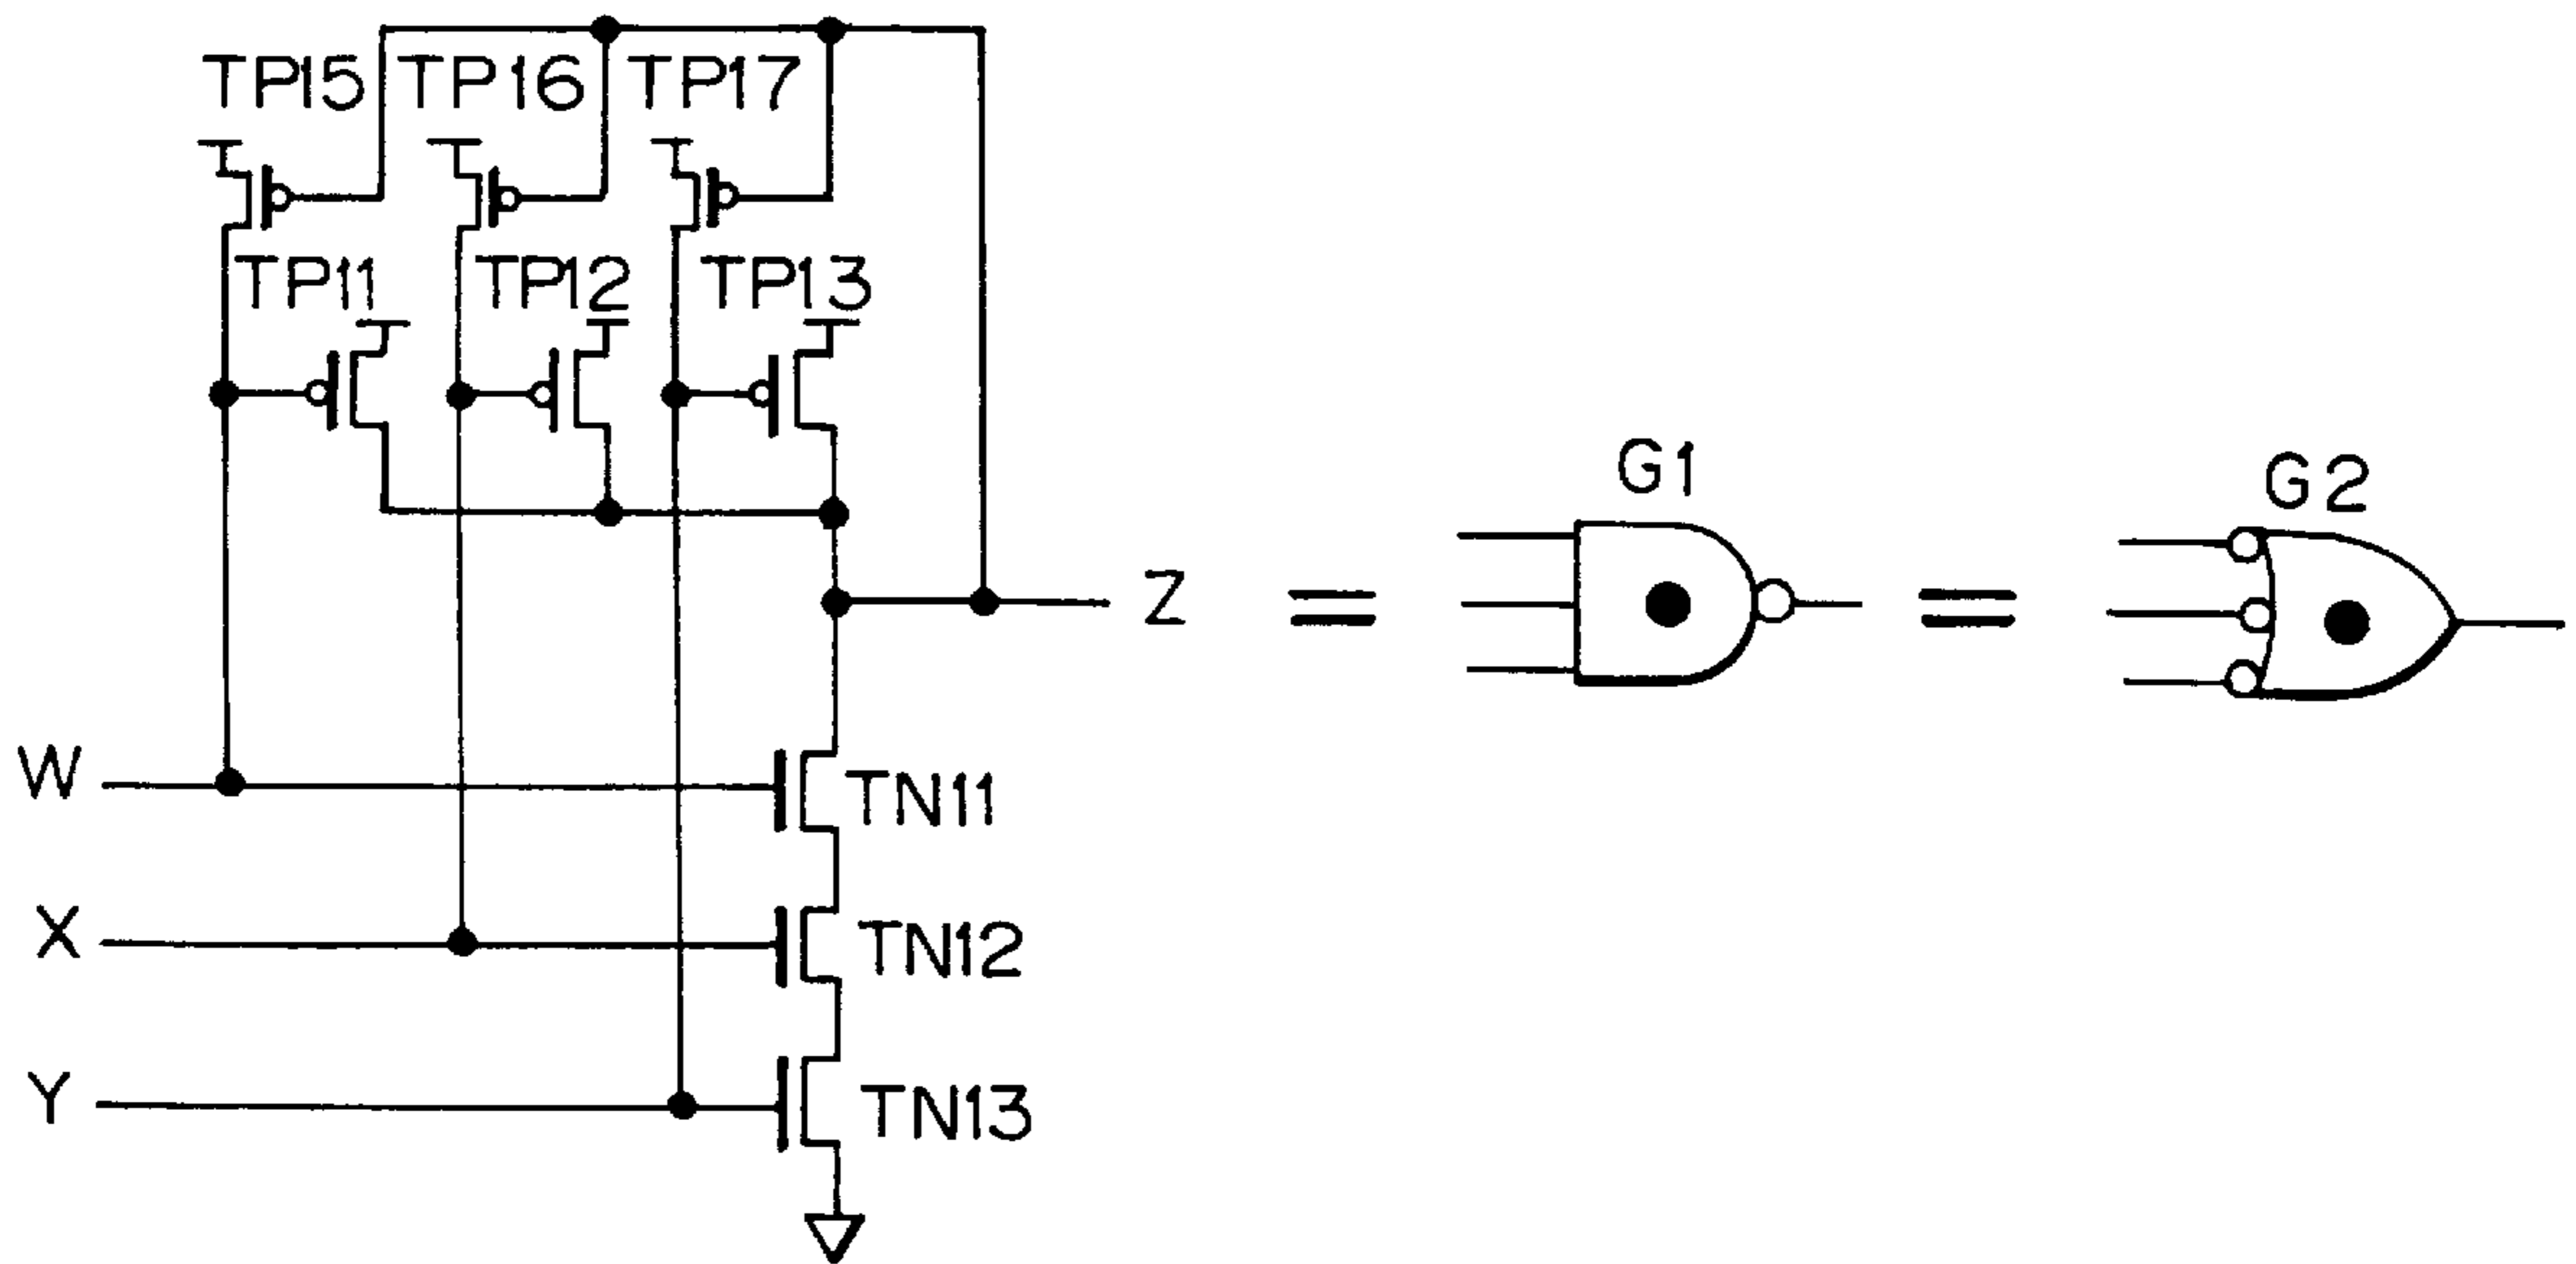 TP15 TP16 TP17
TP11 TP12 TP13
G1
G2
Z = =
W
TN11
X
TN12
Y
TN13